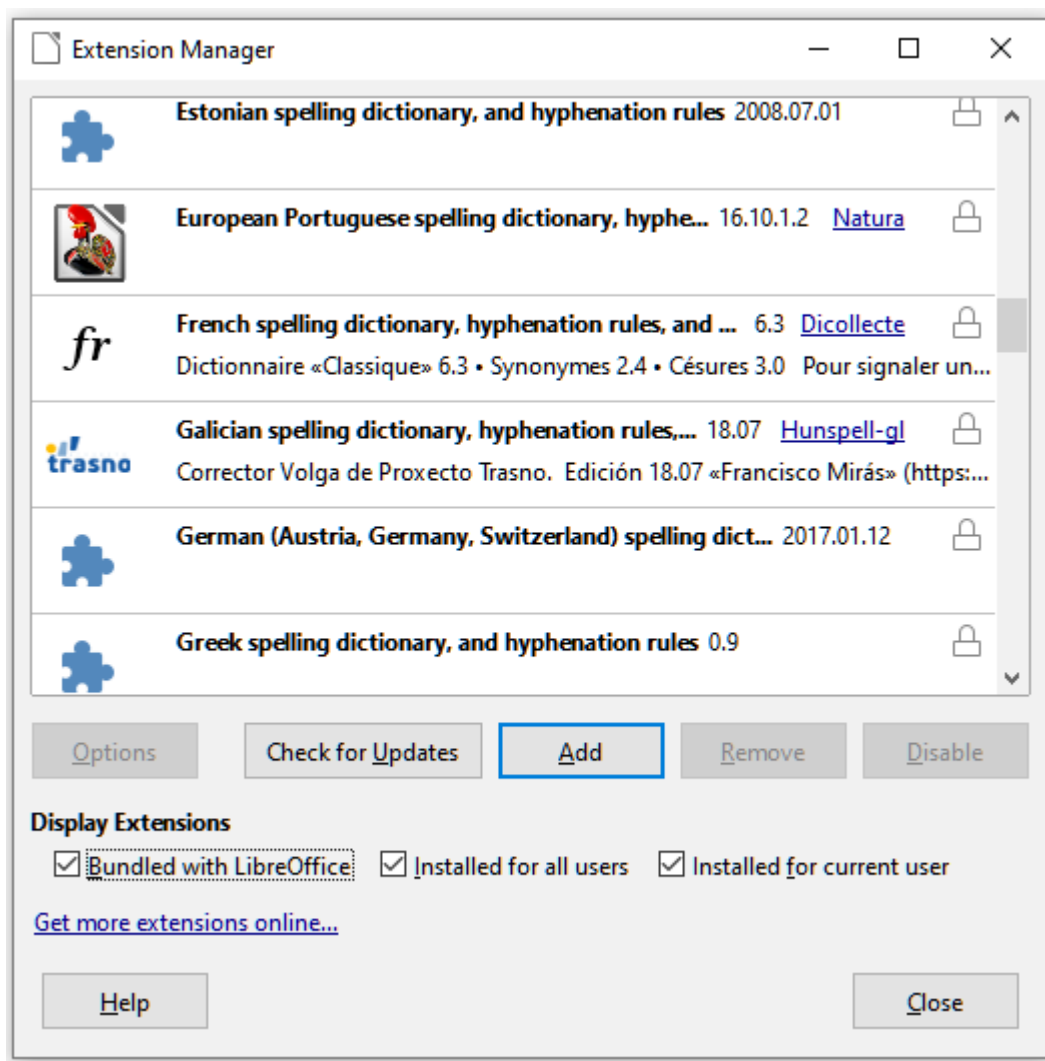 Extension Manager
Estonian spelling dictionary, and hyphenation rules 2008.07.01
European Portuguese spelling dictionary, hyphe... 16.10.1.2 Natura
fr
French spelling dictionary, hyphenation rules, and ... 6.3 Dicollecte
Dictionnaire «Classique» 6.3 • Synonymes 2.4 • Césures 3.0 Pour signaler un...
trasno
Galician spelling dictionary, hyphenation rules,... 18.07 Hunspell-gl
Corrector Volga de Proxecto Trasno. Edición 18.07 «Francisco Mirás» (https:...
German (Austria, Germany, Switzerland) spelling dict... 2017.01.12
Greek spelling dictionary, and hyphenation rules 0.9
Options Check for Updates Add Remove Disable
Display Extensions
Bundled with LibreOffice Installed for all users Installed for current user
Get more extensions online...
Help Close